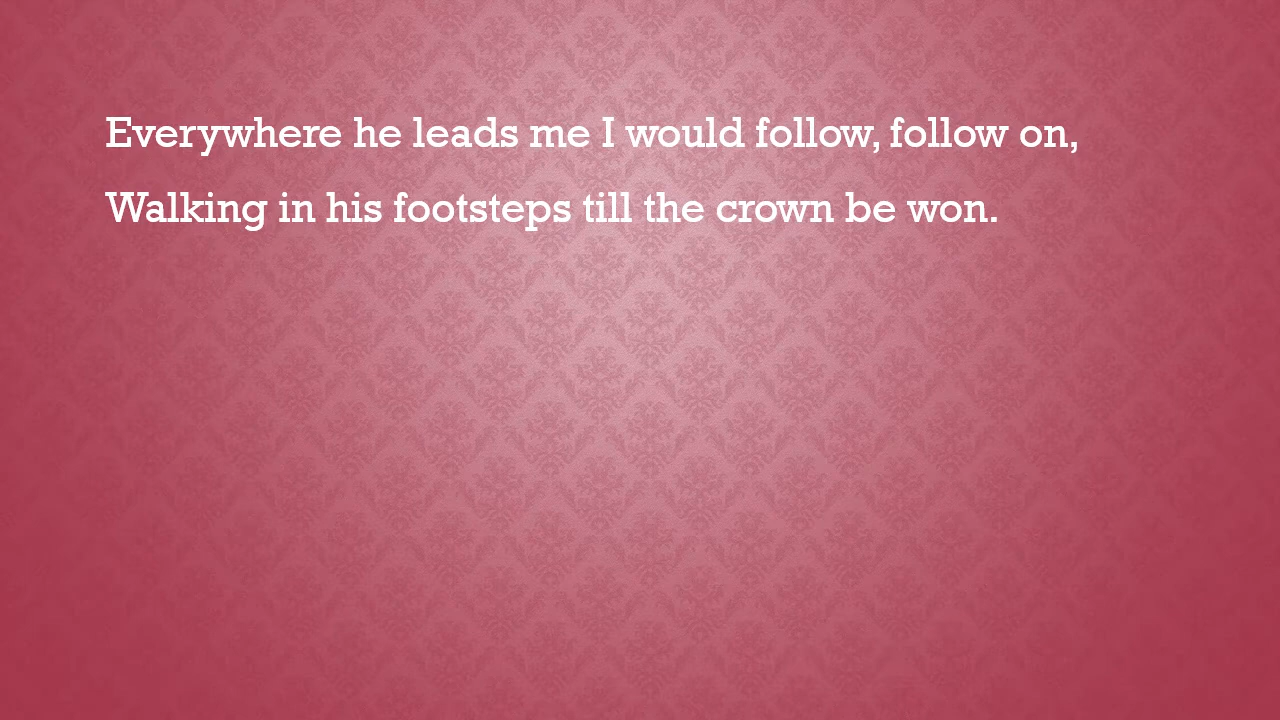 Everywhere he leads me I would follow, follow on,
Walking in his footsteps till the crown be won.